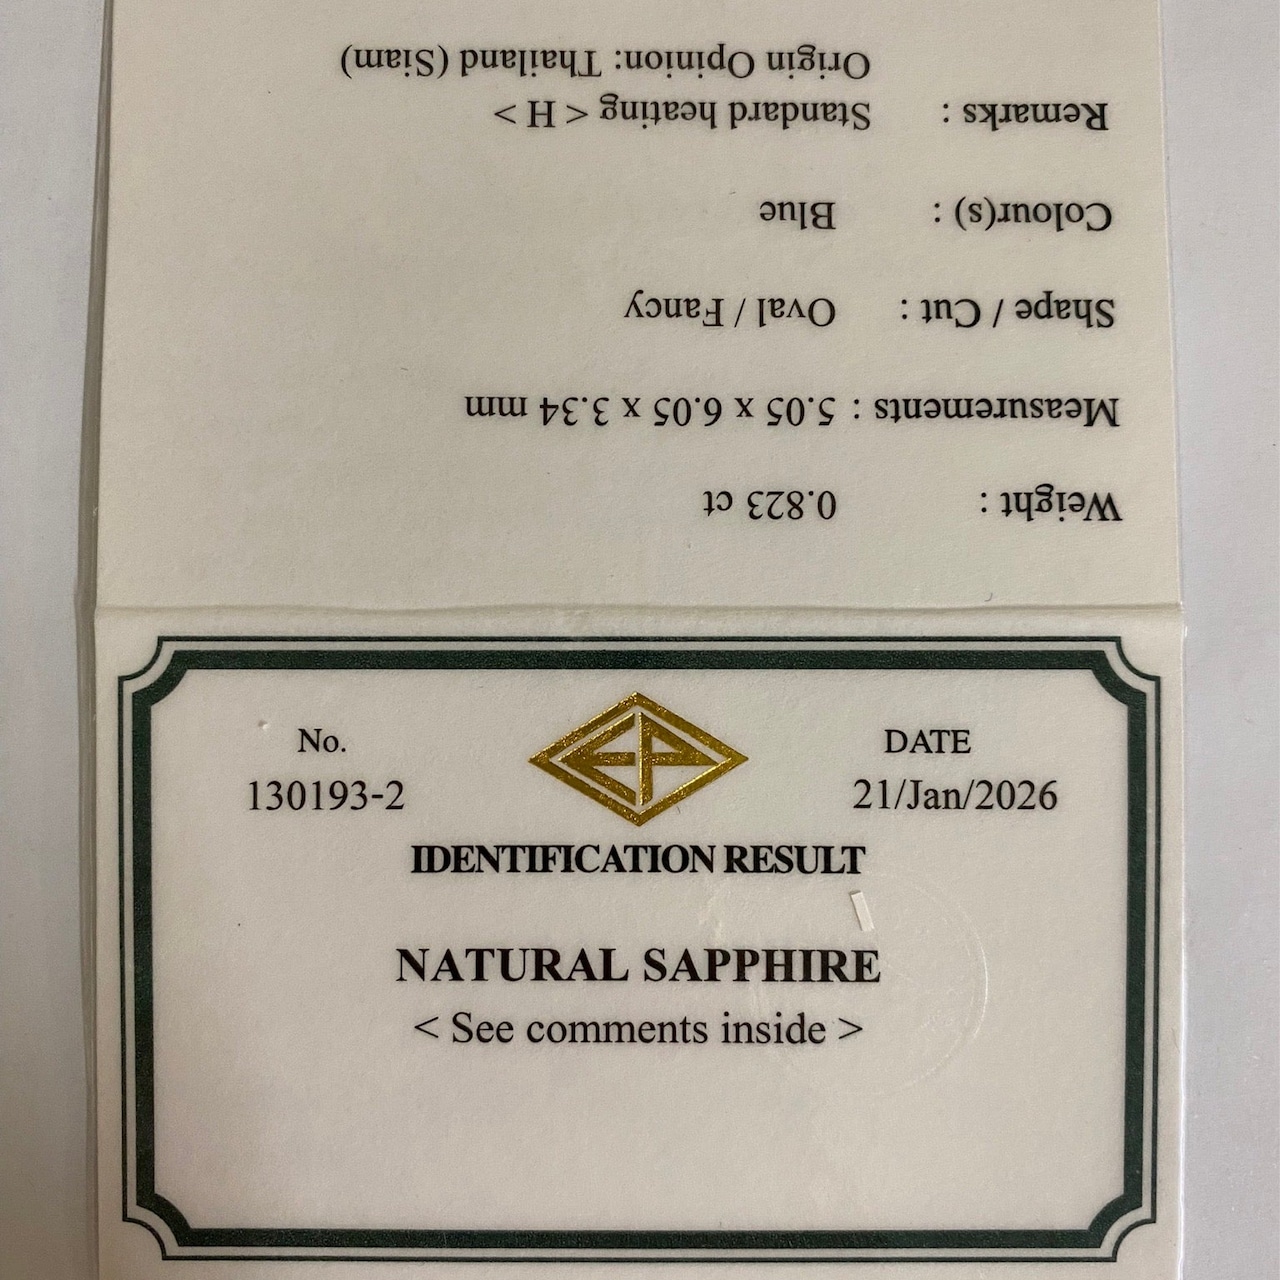 No.
130193-2
DATE
21/Jan/2026
IDENTIFICATION RESULT
NATURAL SAPPHIRE
< See comments inside >
Weight : 0.823 ct
Measurements : 5.05 x 6.05 x 3.34 mm
Shape / Cut : Oval / Fancy
Colour(s) : Blue
Remarks : Standard heating < H >
Origin Opinion: Thailand (Siam)